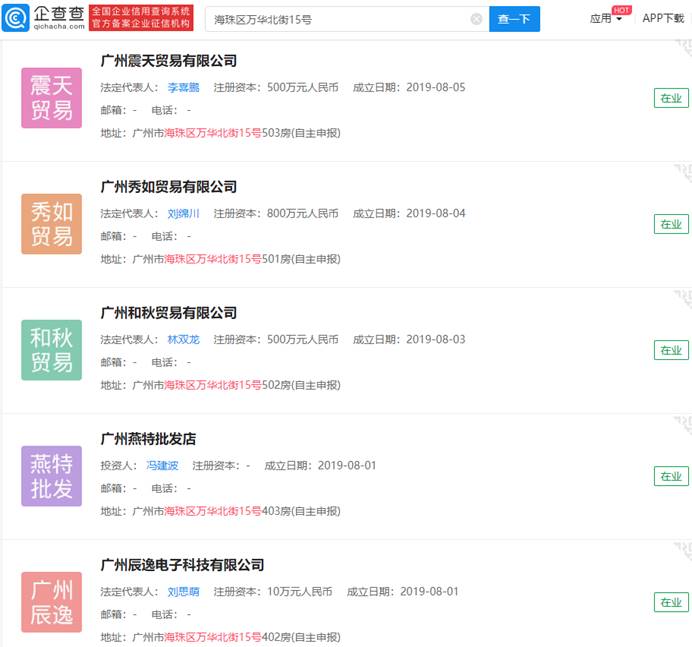 企查查
qichacha.com
全国企业信用查询系统
官方备案企业征信机构
海珠区万华北街15号
查一下
应用
HOT
APP下载
震天
贸易
广州震天贸易有限公司
法定代表人： 李喜鹏 注册资本：500万元人民币 成立日期：2019-08-05
邮箱：- 电话： -
地址：广州市海珠区万华北街15号503房(自主申报)
在业
秀如
贸易
广州秀如贸易有限公司
法定代表人： 刘绵川 注册资本：800万元人民币 成立日期：2019-08-04
邮箱：- 电话： -
地址：广州市海珠区万华北街15号501房(自主申报)
在业
和秋
贸易
广州和秋贸易有限公司
法定代表人： 林双龙 注册资本：500万元人民币 成立日期：2019-08-03
邮箱：- 电话： -
地址：广州市海珠区万华北街15号502房(自主申报)
在业
燕特
批发
广州燕特批发店
投资人： 冯建波 注册资本：- 成立日期：2019-08-01
邮箱：- 电话： -
地址：广州市海珠区万华北街15号403房(自主申报)
在业
广州
辰逸
广州辰逸电子科技有限公司
法定代表人： 刘思萌 注册资本：10万元人民币 成立日期：2019-08-01
邮箱：- 电话： -
地址：广州市海珠区万华北街15号402房(自主申报)
在业